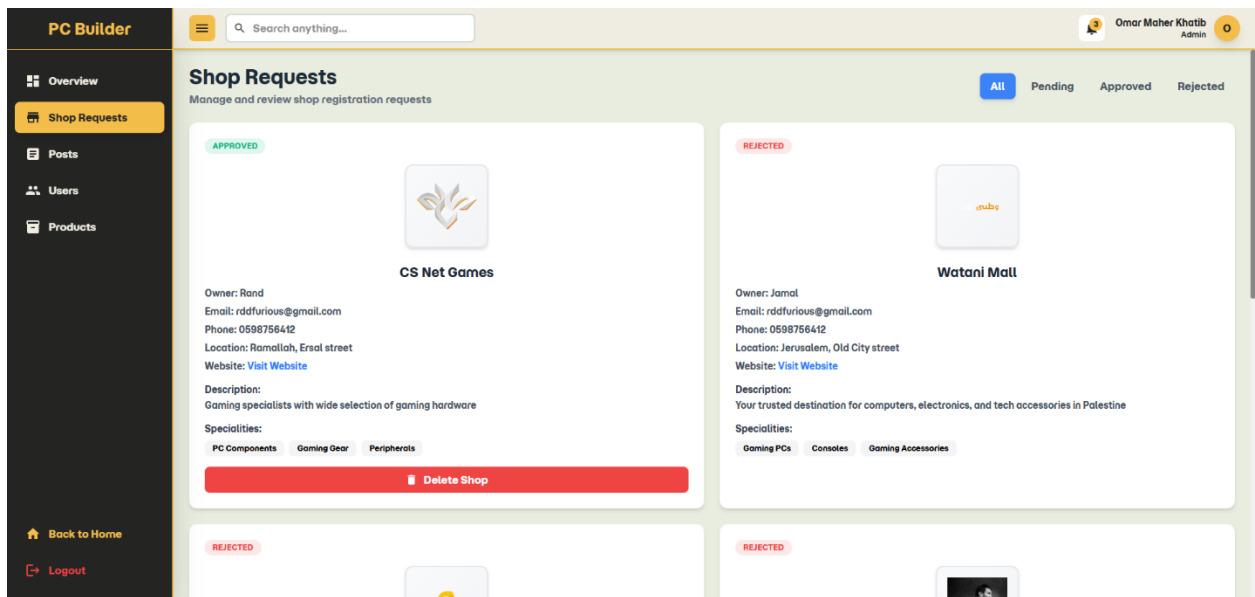 PC Builder
Search anything...
3
Omar Maher Khatib
Admin
O
Overview
Shop Requests
Posts
Users
Products
Back to Home
Logout
Shop Requests
Manage and review shop registration requests
All Pending Approved Rejected
APPROVED
CS Net Games
Owner: Rand
Email: rddfurious@gmail.com
Phone: 0598756412
Location: Ramallah, Ersal street
Website: Visit Website
Description:
Gaming specialists with wide selection of gaming hardware
Specialities:
PC Components Gaming Gear Peripherals
Delete Shop
REJECTED
وطني
Watani Mall
Owner: Jamal
Email: rddfurious@gmail.com
Phone: 0598756412
Location: Jerusalem, Old City street
Website: Visit Website
Description:
Your trusted destination for computers, electronics, and tech accessories in Palestine
Specialities:
Gaming PCs Consoles Gaming Accessories
REJECTED
REJECTED